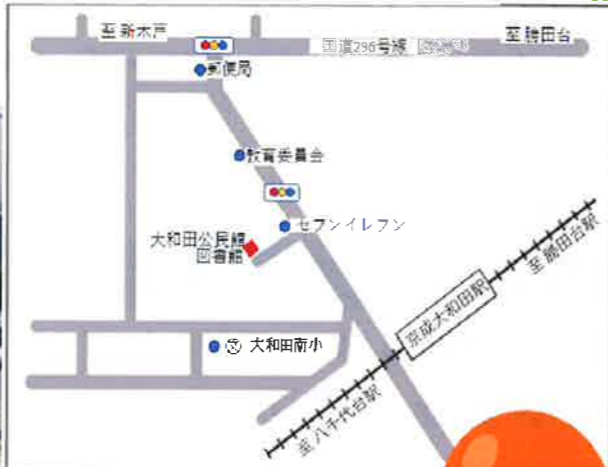 至 新木戸
国道296号線
至 勝田台
郵便局
教育委員会
セブンイレブン
大和田公民館
図書館
至 勝田台駅
京成大和田駅
文 大和田南小
至 八千代台駅